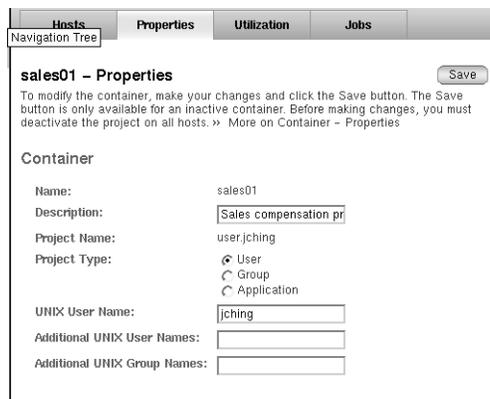 Hosts Properties Utilization Jobs
Navigation Tree
sales01 – Properties Save
To modify the container, make your changes and click the Save button. The Save
button is only available for an inactive container. Before making changes, you must
deactivate the project on all hosts. » More on Container – Properties
Container
Name: sales01
Description: Sales compensation pr
Project Name: user.jching
Project Type: User
Group
Application
UNIX User Name: jching
Additional UNIX User Names:
Additional UNIX Group Names: